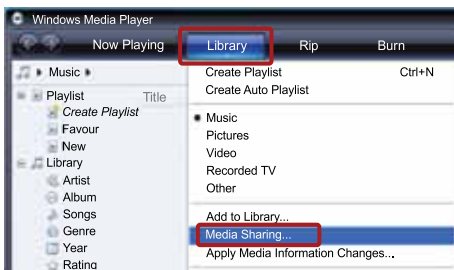 Windows Media Player
Now Playing Library Rip Burn
Music
Playlist Title
Create Playlist
Favour
New
Library
Artist
Album
Songs
Genre
Year
Rating
Create Playlist Ctrl+N
Create Auto Playlist
Music
Pictures
Video
Recorded TV
Other
Add to Library...
Media Sharing...
Apply Media Information Changes...